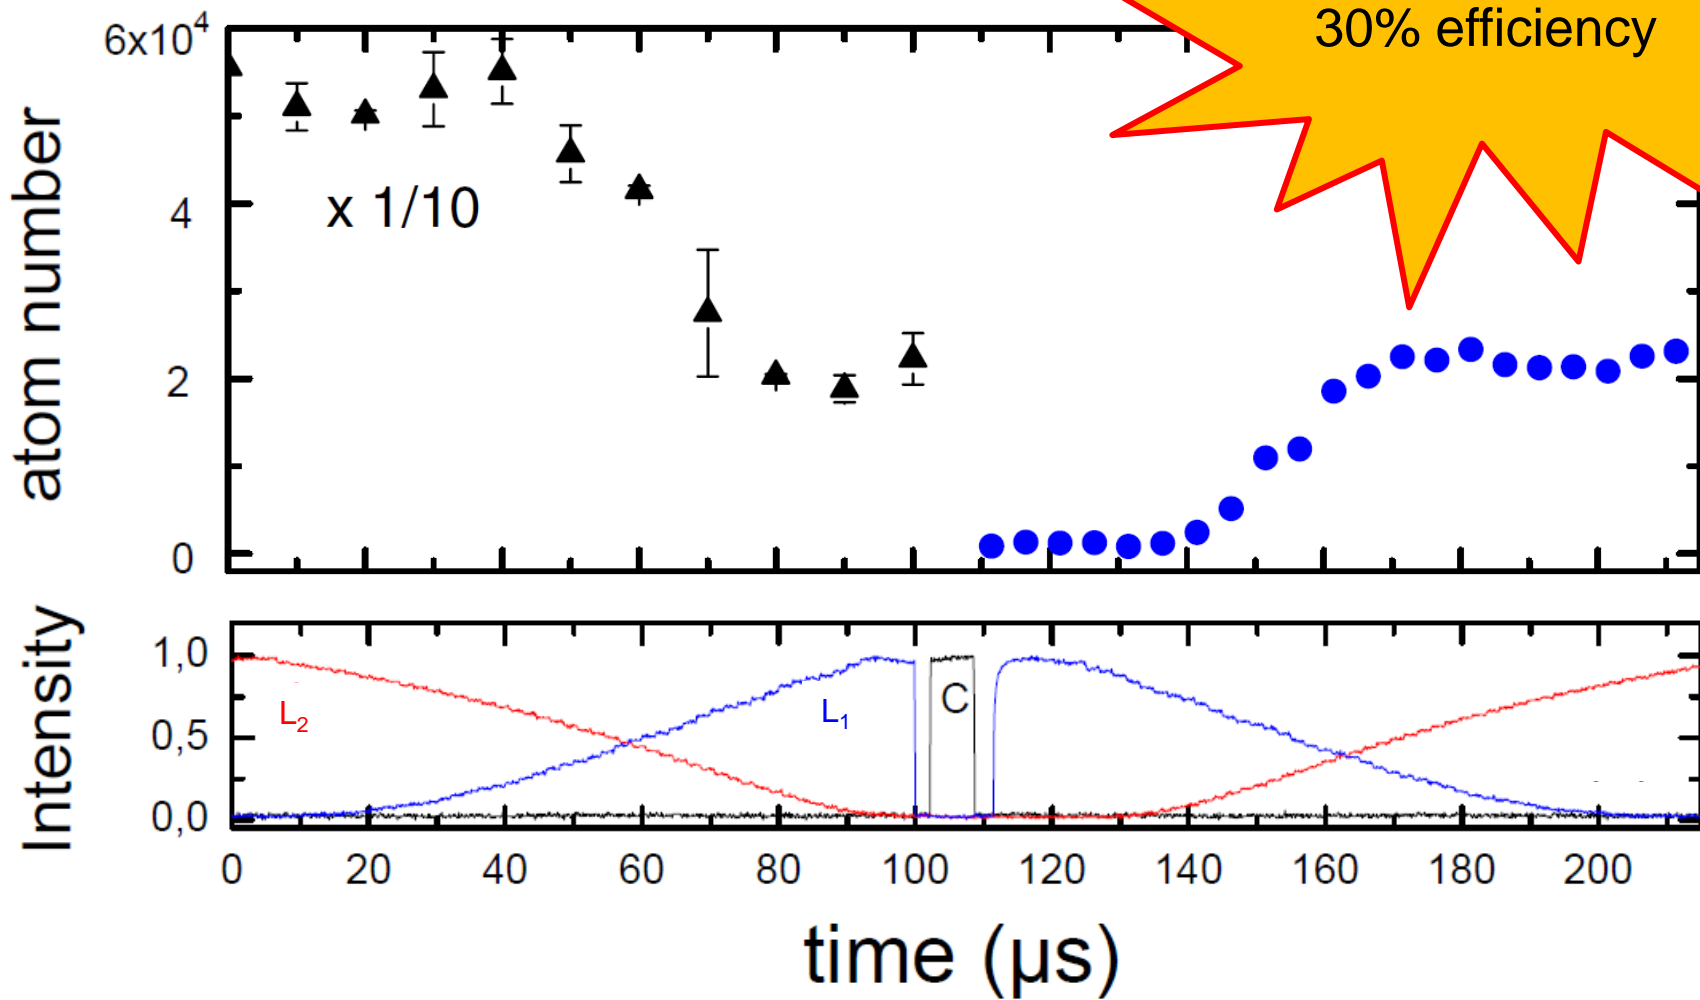 30% efficiency
6x10⁴
4
2
0
atom number
x 1/10
Intensity
1,0
0,5
0,0
L₂
L₁
C
0 20 40 60 80 100 120 140 160 180 200
time (µs)